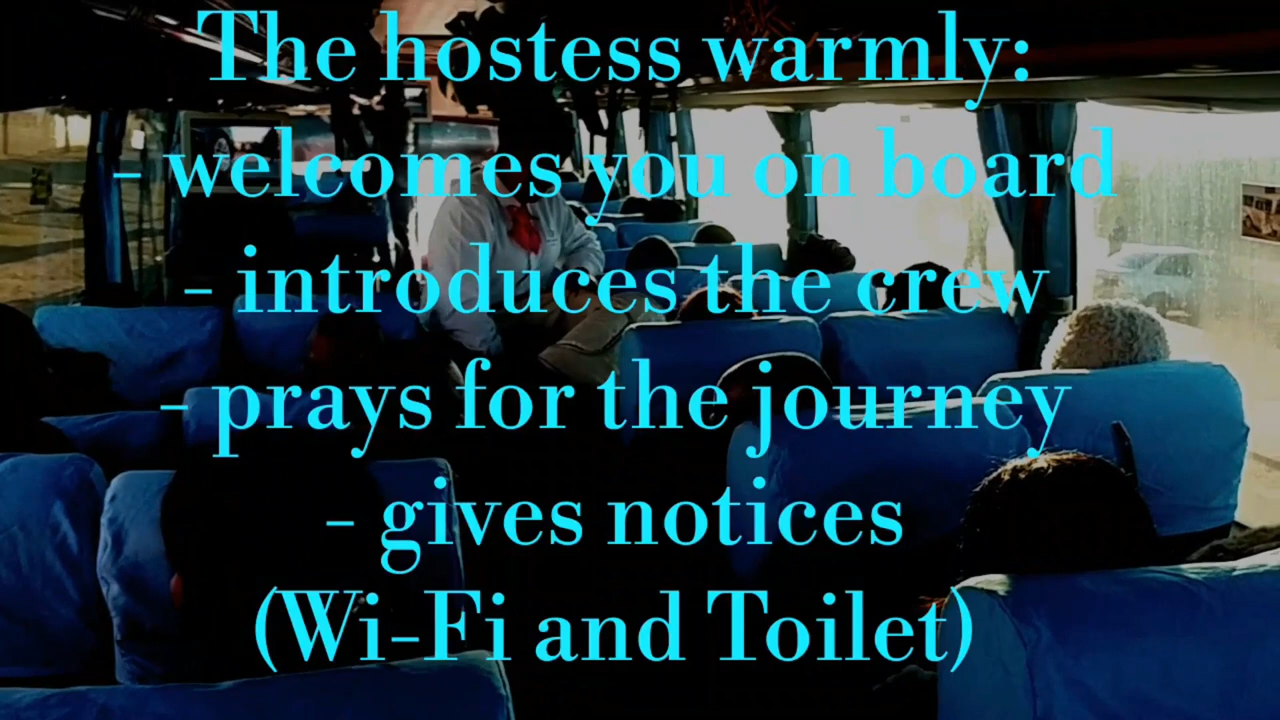 The hostess warmly:
- welcomes you on board
- introduces the crew
- prays for the journey
- gives notices
(Wi-Fi and Toilet)